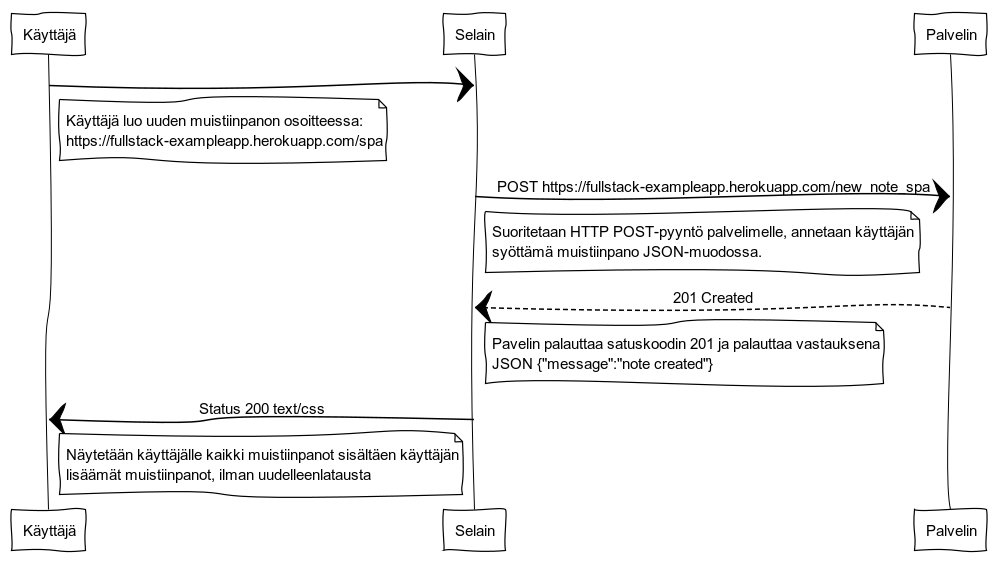 Käyttäjä
Selain
Palvelin
Käyttäjä luo uuden muistiinpanon osoitteessa:
https://fullstack-exampleapp.herokuapp.com/spa
POST https://fullstack-exampleapp.herokuapp.com/new_note_spa
Suoritetaan HTTP POST-pyyntö palvelimelle, annetaan käyttäjän
syöttämä muistiinpano JSON-muodossa.
201 Created
Pavelin palauttaa satuskoodin 201 ja palauttaa vastauksena
JSON {"message":"note created"}
Status 200 text/css
Näytetään käyttäjälle kaikki muistiinpanot sisältäen käyttäjän
lisäämät muistiinpanot, ilman uudelleenlatausta
Käyttäjä
Selain
Palvelin